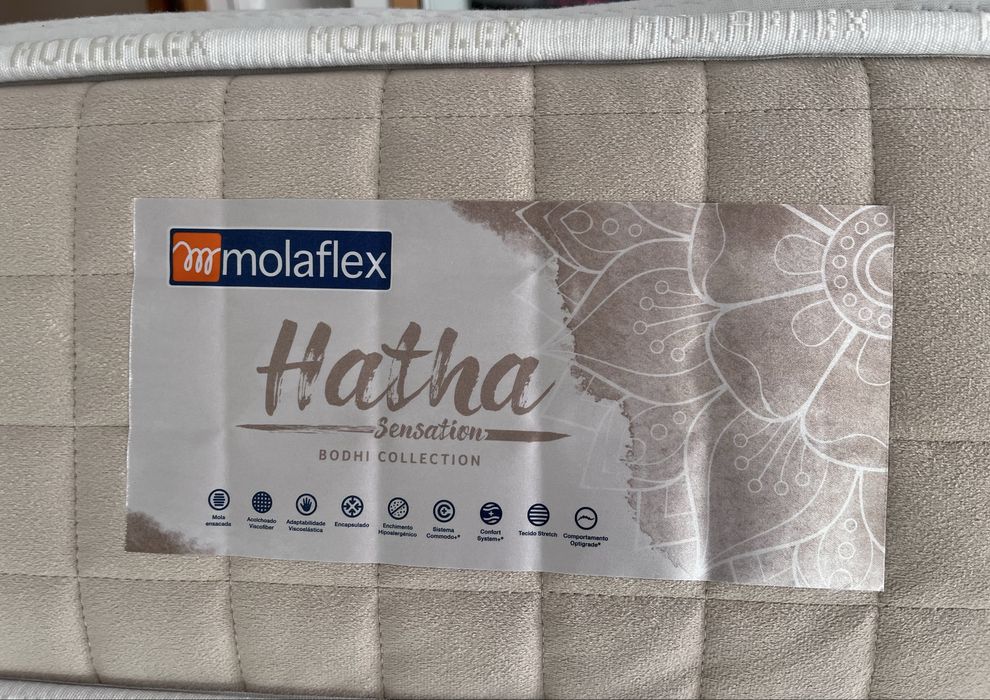 MOLAFLEX MOLAFLEX MOLAFLEX
molaflex
Hatha
Sensation
BODHI COLLECTION
Mola ensacada
Acolchoado Viscofiber
Adaptabilidade Viscoelástica
Encapsulado
Enchimento Hipoalergénico
Sistema Commodo+®
Confort System+®
Tecido Stretch
Comportamento Optigrade®